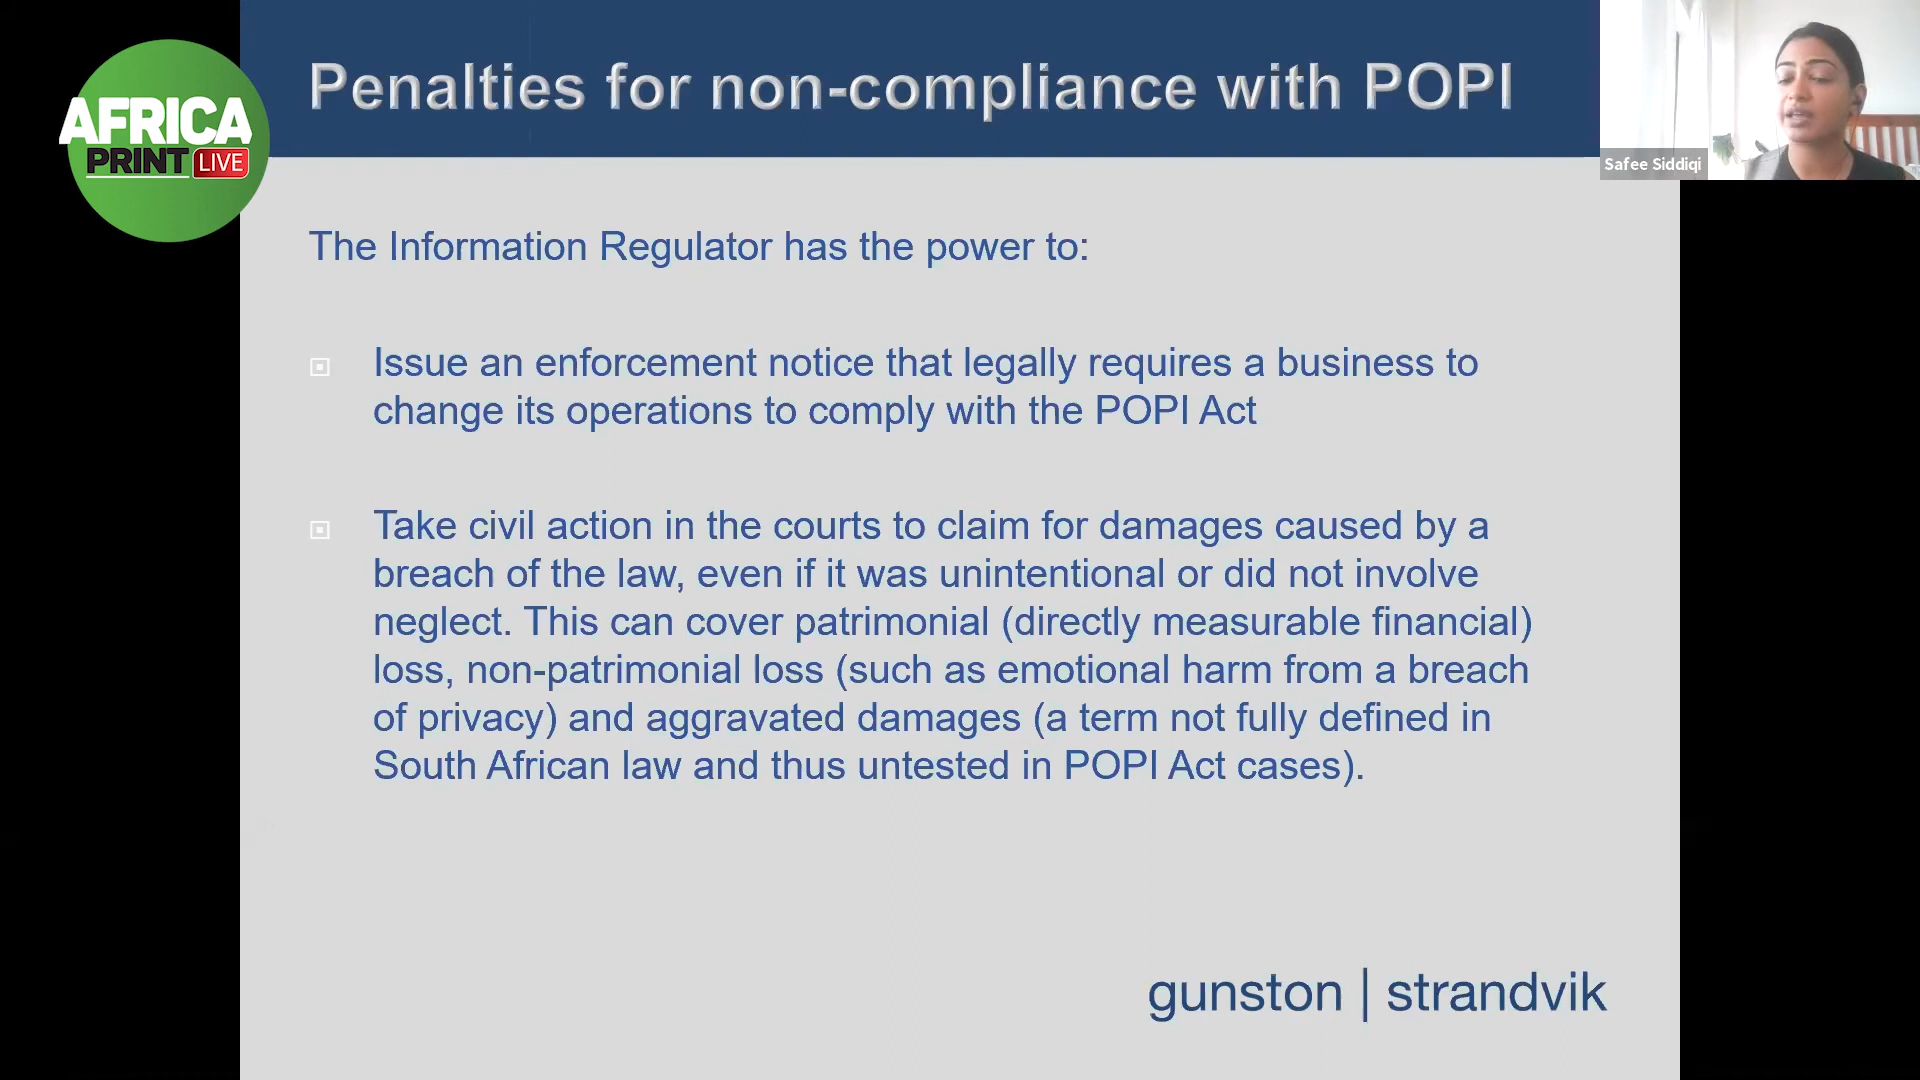 AFRICA
PRINT LIVE
Penalties for non-compliance with POPI
Safee Siddiqi
The Information Regulator has the power to:
Issue an enforcement notice that legally requires a business to
change its operations to comply with the POPI Act
Take civil action in the courts to claim for damages caused by a
breach of the law, even if it was unintentional or did not involve
neglect. This can cover patrimonial (directly measurable financial)
loss, non-patrimonial loss (such as emotional harm from a breach
of privacy) and aggravated damages (a term not fully defined in
South African law and thus untested in POPI Act cases).
gunston | strandvik